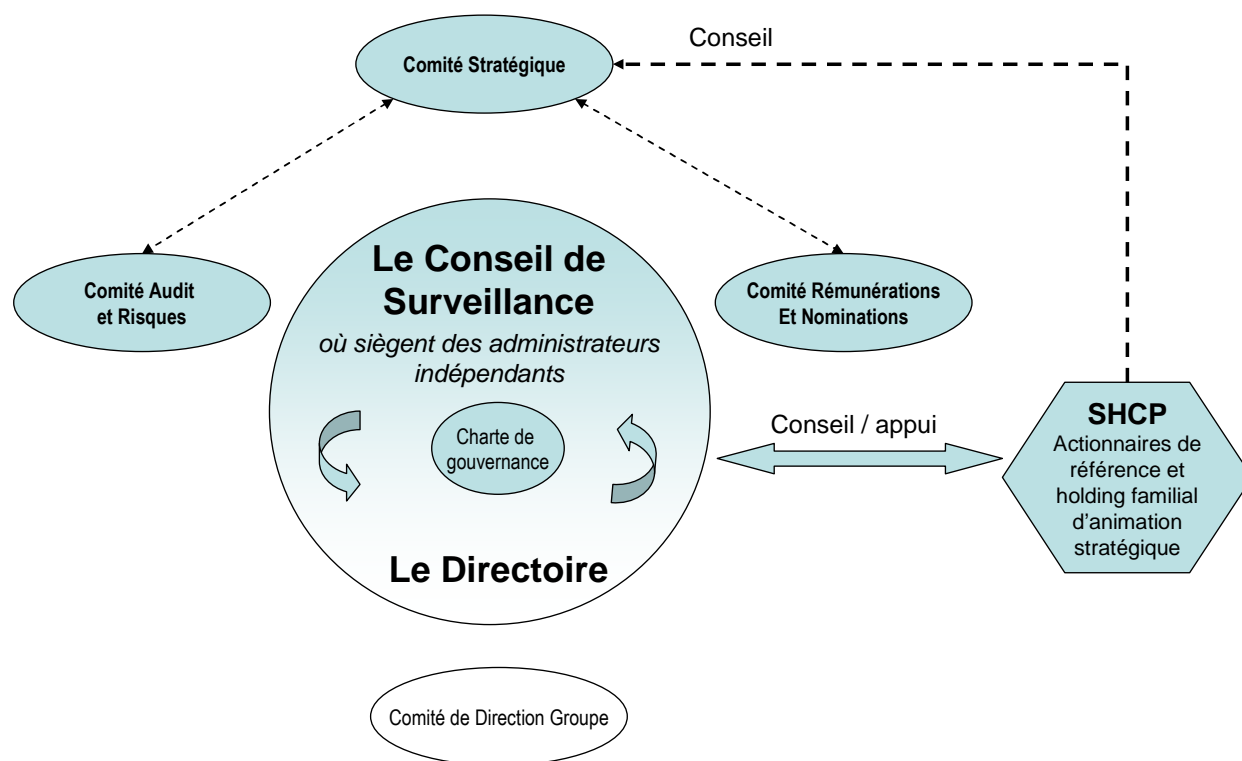 Conseil
Comité Stratégique
Le Conseil de
Surveillance
où siègent des administrateurs
indépendants
Comité Audit
et Risques
Comité Rémunérations
Et Nominations
Charte de
gouvernance
Conseil / appui
SHCP
Actionnaires de
référence et
holding familial
d’animation
stratégique
Le Directoire
Comité de Direction Groupe